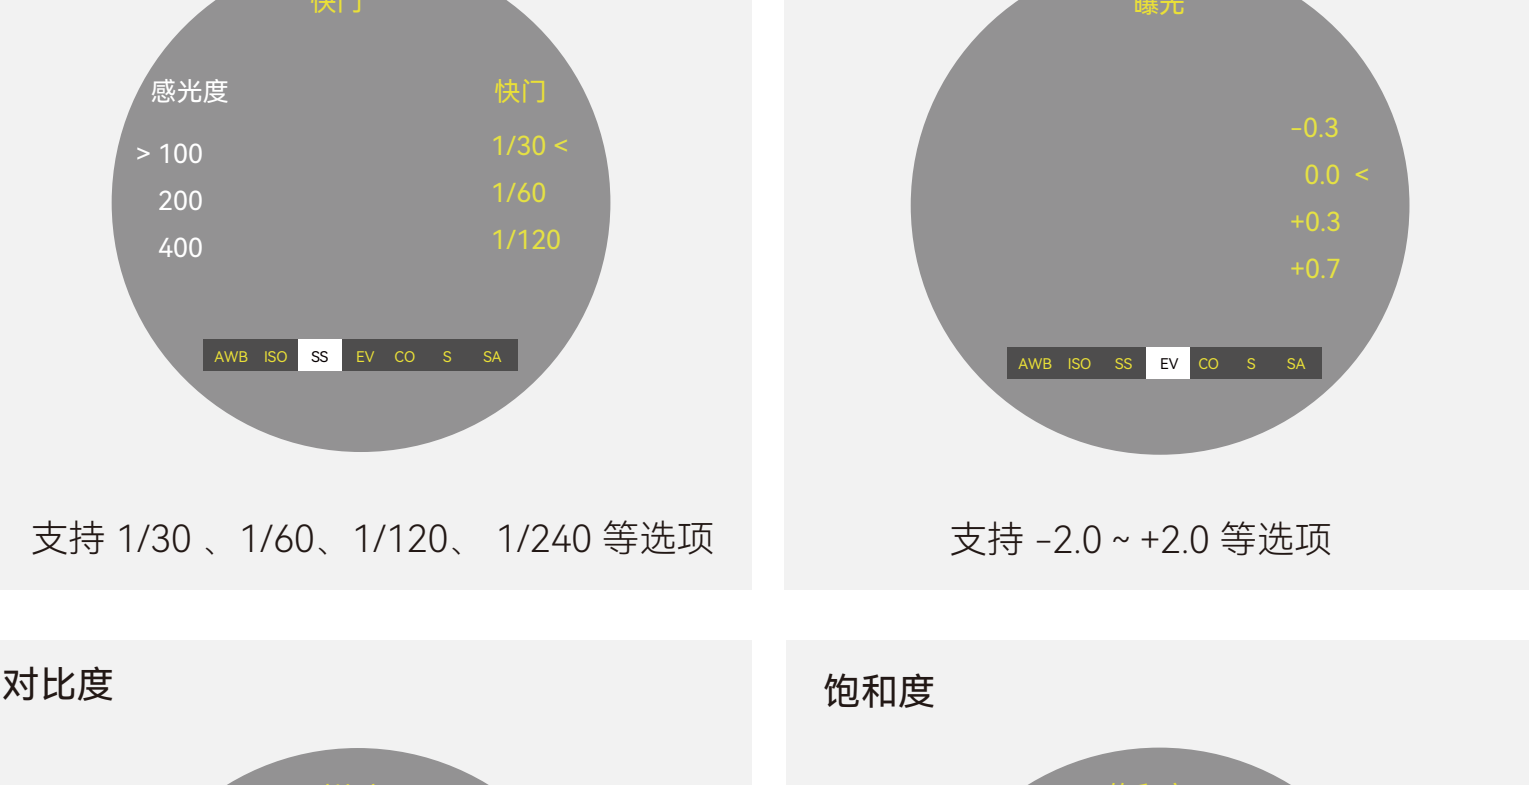 快门
感光度 快门
> 100 1/30 <
200 1/60
400 1/120
AWB ISO SS EV CO S SA
支持 1/30 、1/60、1/120、 1/240 等选项
曝光
-0.3
0.0 <
+0.3
+0.7
AWB ISO SS EV CO S SA
支持 -2.0 ~ +2.0 等选项
对比度
饱和度